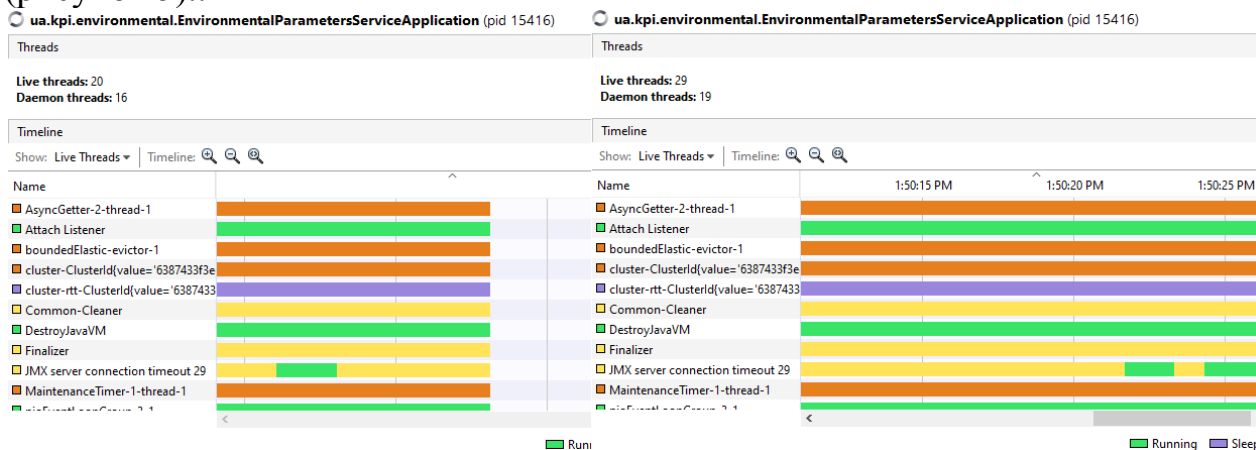 ua.kpi.environmental.EnvironmentalParametersServiceApplication (pid 15416)
Threads
Live threads: 20
Daemon threads: 16
Timeline
Show: Live Threads Timeline:
Name
AsyncGetter-2-thread-1
Attach Listener
boundedElastic-evictor-1
cluster-ClusterId{value='6387433f3e
cluster-rtt-ClusterId{value='6387433
Common-Cleaner
DestroyJavaVM
Finalizer
JMX server connection timeout 29
MaintenanceTimer-1-thread-1
ua.kpi.environmental.EnvironmentalParametersServiceApplication (pid 15416)
Threads
Live threads: 29
Daemon threads: 19
Timeline
Show: Live Threads Timeline:
Name 1:50:15 PM 1:50:20 PM 1:50:25 PM
AsyncGetter-2-thread-1
Attach Listener
boundedElastic-evictor-1
cluster-ClusterId{value='6387433f3e
cluster-rtt-ClusterId{value='6387433
Common-Cleaner
DestroyJavaVM
Finalizer
JMX server connection timeout 29
MaintenanceTimer-1-thread-1
Running Sleep